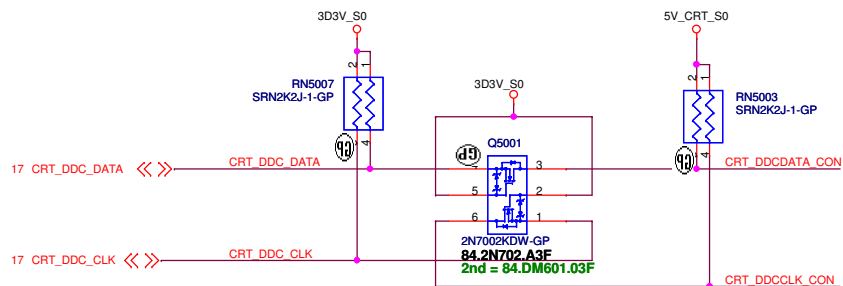 3D3V_S0
5V_CRT_S0
2 1
RN5007
SRN2K2J-1-GP
4
3D3V_S0
2 1
RN5003
SRN2K2J-1-GP
4
GP
GP
GP
Q5001
17 CRT_DDC_DATA
CRT_DDC_DATA
3
CRT_DDCDATA_CON
5
2
6
1
2N7002KDW-GP
84.2N702.A3F
2nd = 84.DM601.03F
17 CRT_DDC_CLK
CRT_DDC_CLK
CRT_DDCCLK_CON